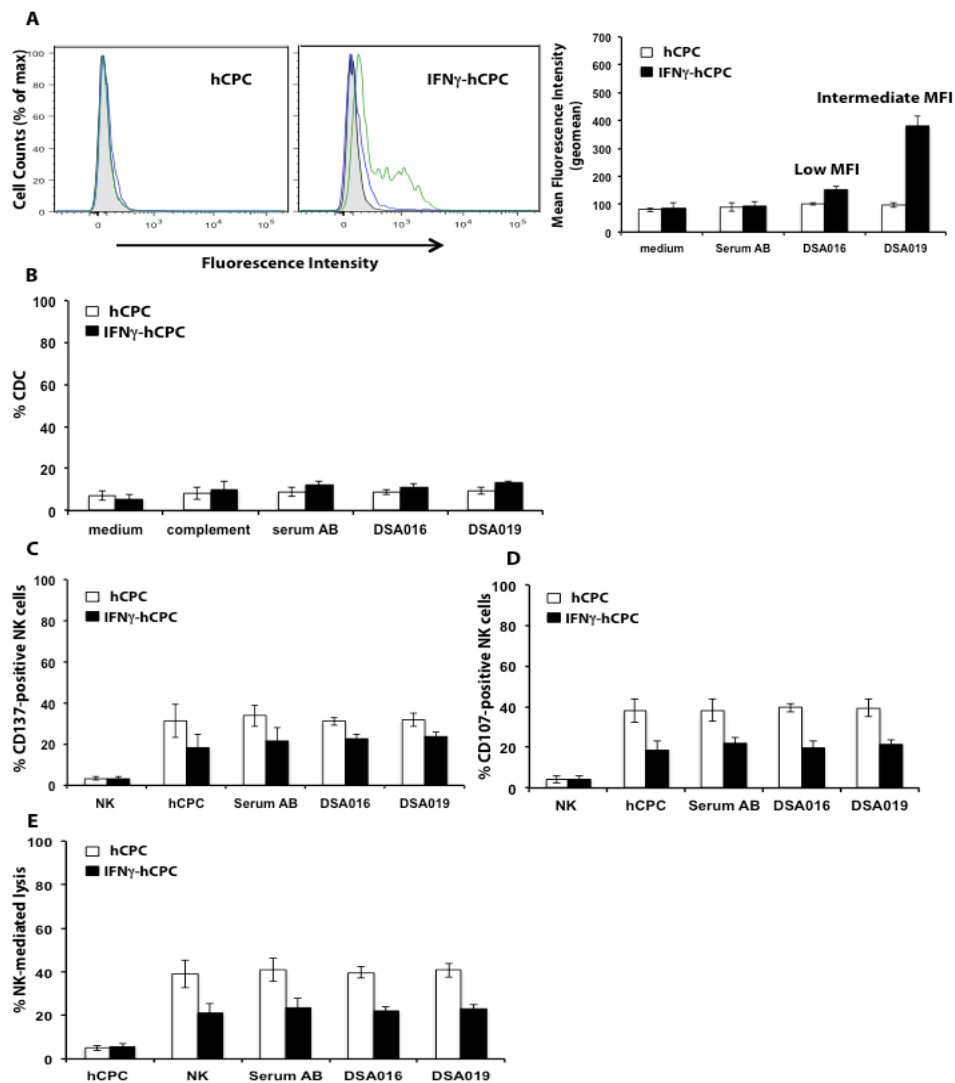 A
Cell Counts (% of max)
100
80
60
40
20
0
hCPC
0 10³ 10⁴ 10⁵
IFNγ-hCPC
0 10³ 10⁴ 10⁵
Fluorescence Intensity
Mean Fluorescence Intensity
(geomean)
700
600
500
400
300
200
100
0
hCPC
IFNγ-hCPC
Intermediate MFI
Low MFI
medium Serum AB DSA016 DSA019
B
% CDC
100
80
60
40
20
0
hCPC
IFNγ-hCPC
medium complement serum AB DSA016 DSA019
C
% CD137-positive NK cells
100
80
60
40
20
0
hCPC
IFNγ-hCPC
NK hCPC Serum AB DSA016 DSA019
D
% CD107-positive NK cells
100
80
60
40
20
0
hCPC
IFNγ-hCPC
NK hCPC Serum AB DSA016 DSA019
E
% NK-mediated lysis
100
80
60
40
20
0
hCPC
IFNγ-hCPC
hCPC NK Serum AB DSA016 DSA019